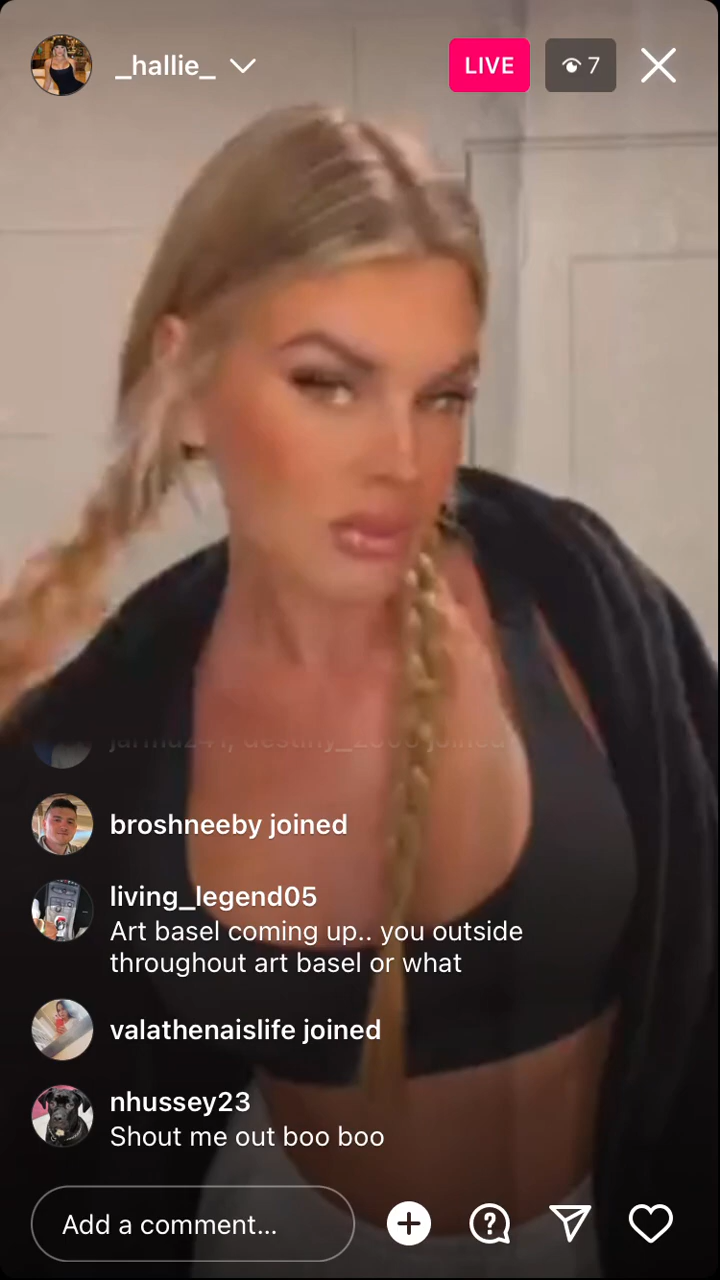 _hallie_
LIVE
7
joined
broshneeby joined
living_legend05
Art basel coming up.. you outside
throughout art basel or what
valathenaislife joined
nhussey23
Shout me out boo boo
Add a comment...